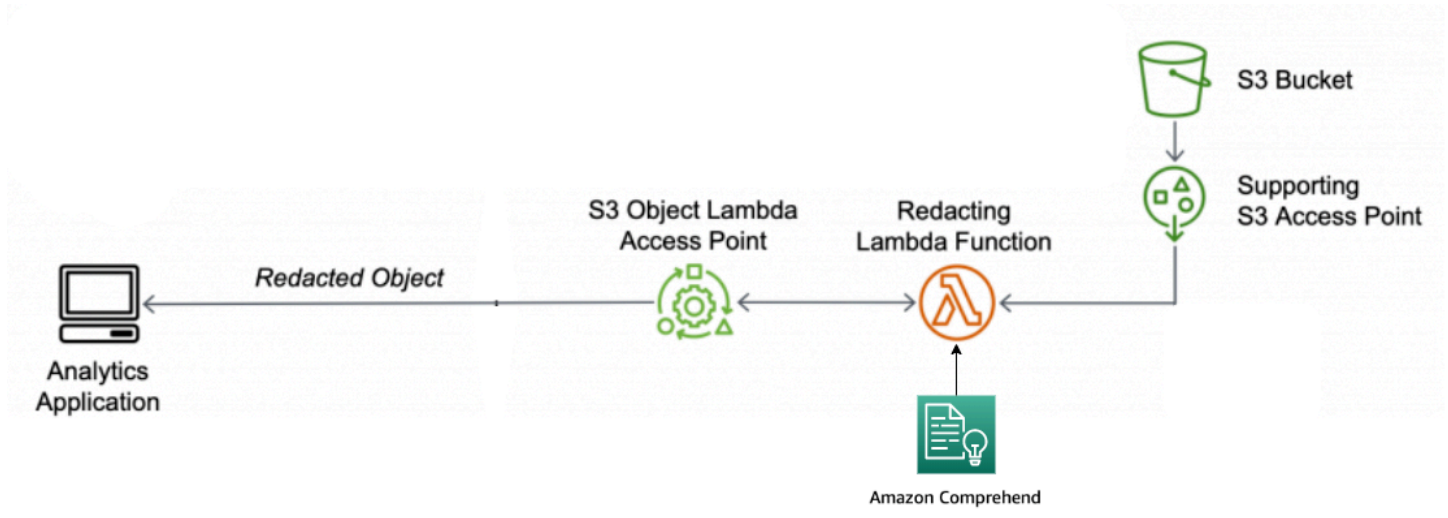 S3 Bucket
Supporting
S3 Access Point
S3 Object Lambda
Access Point
Redacting
Lambda Function
Redacted Object
Analytics
Application
Amazon Comprehend